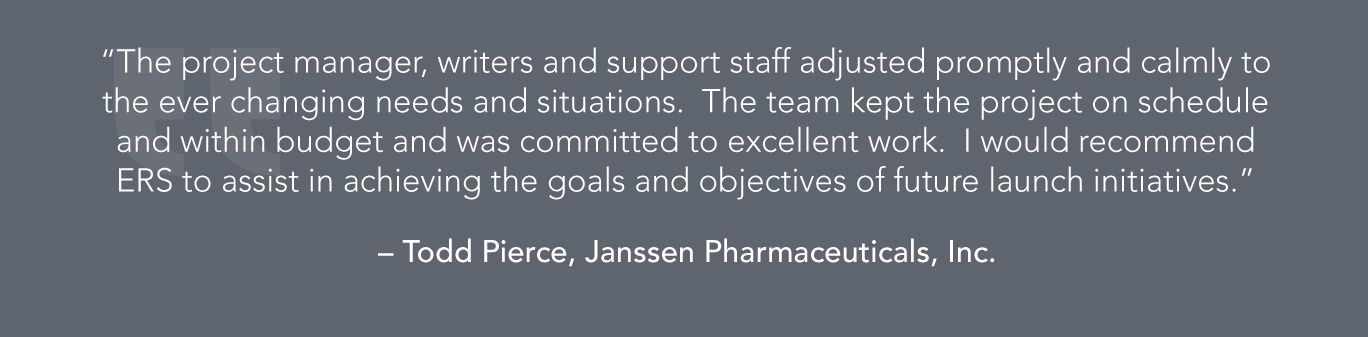 “The project manager, writers and support staff adjusted promptly and calmly to
the ever changing needs and situations.  The team kept the project on schedule
and within budget and was committed to excellent work.  I would recommend
ERS to assist in achieving the goals and objectives of future launch initiatives.”
– Todd Pierce, Janssen Pharmaceuticals, Inc.